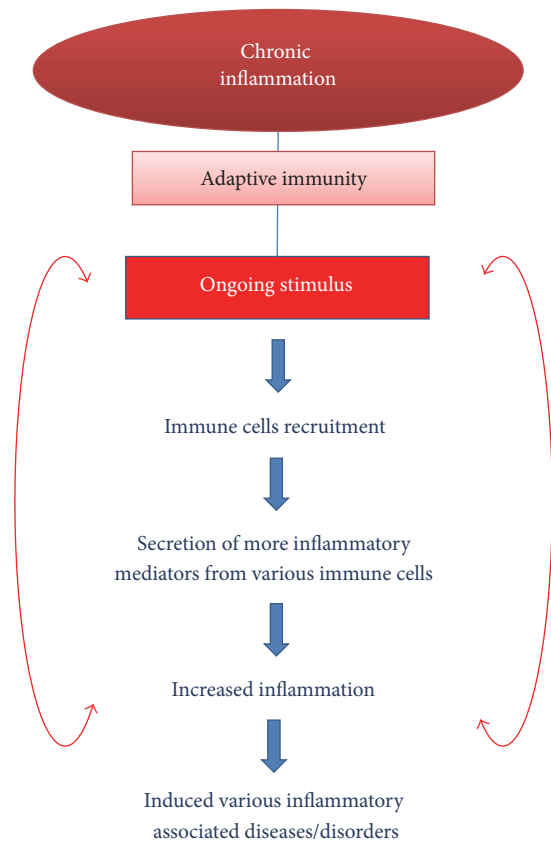 Chronic
inflammation
Adaptive immunity
Ongoing stimulus
Immune cells recruitment
Secretion of more inflammatory
mediators from various immune cells
Increased inflammation
Induced various inflammatory
associated diseases/disorders